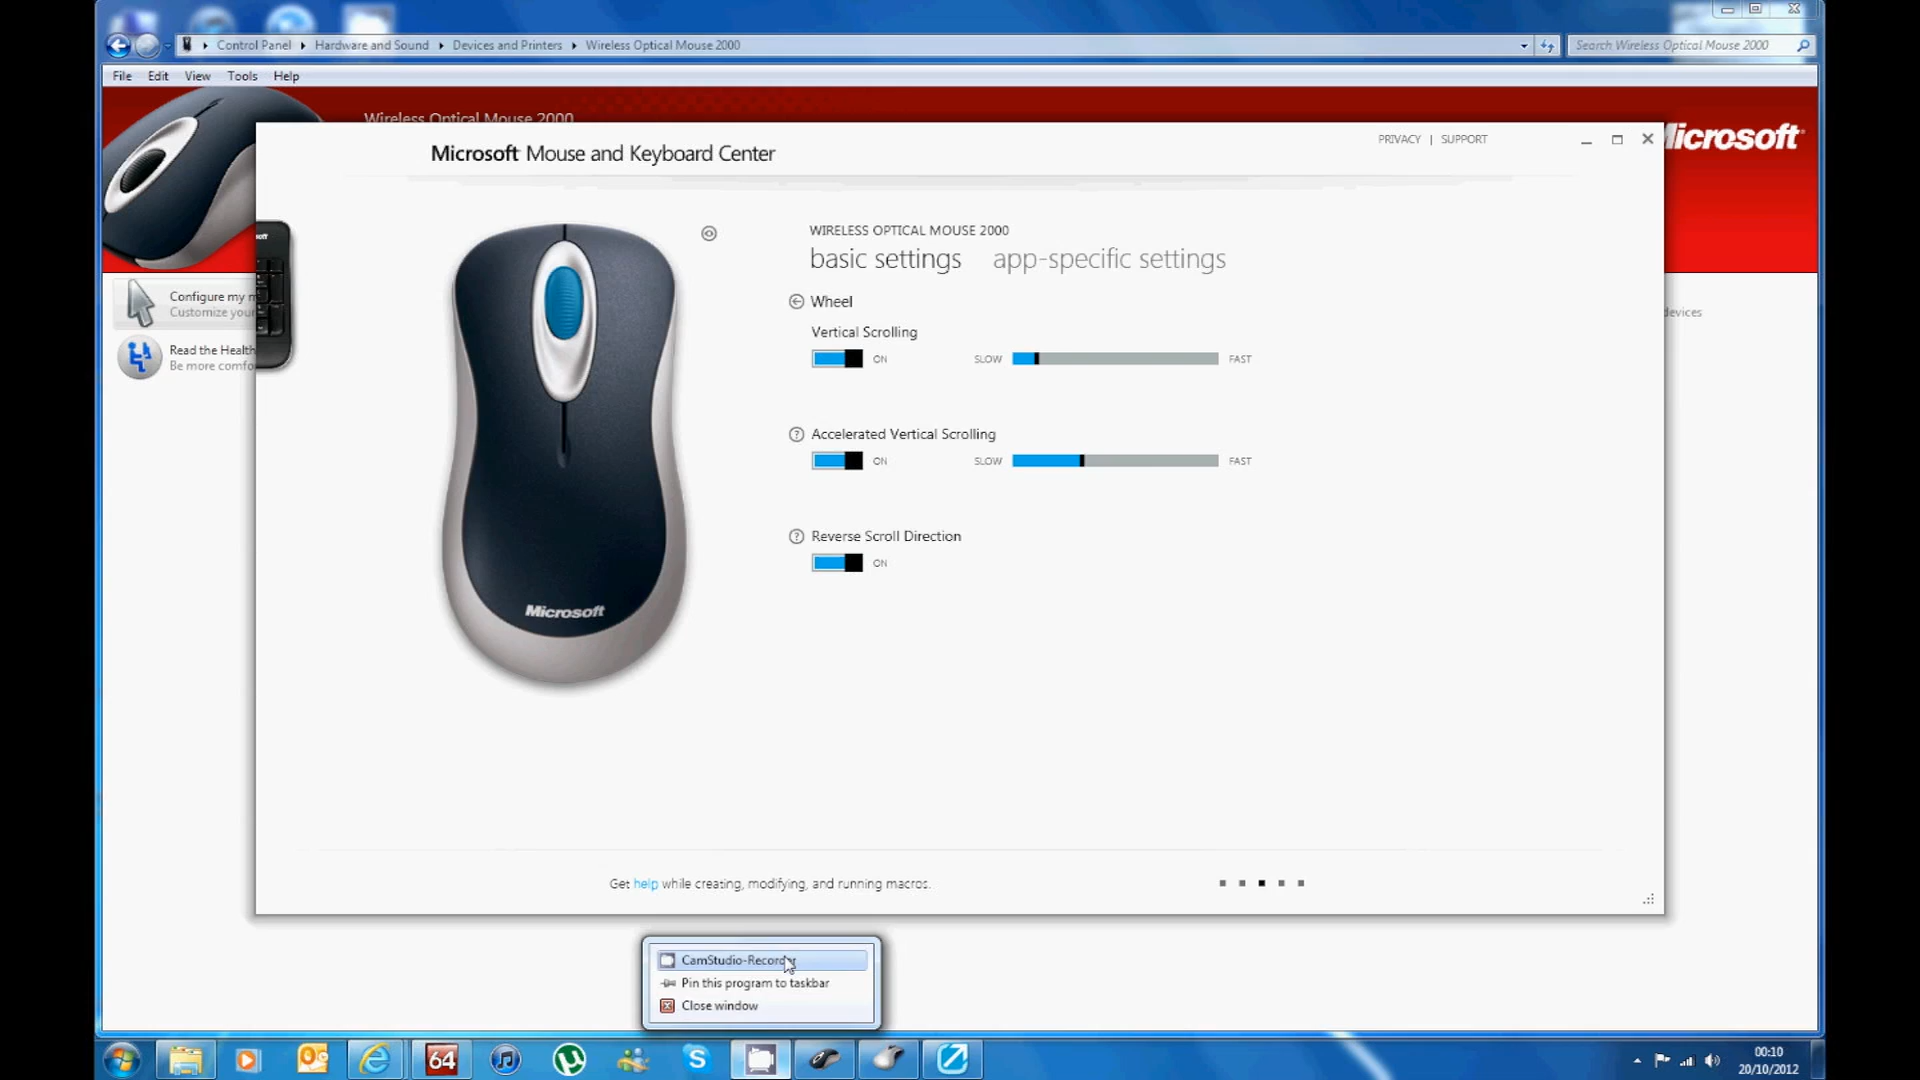 Control Panel Hardware and Sound Devices and Printers Wireless Optical Mouse 2000
Search Wireless Optical Mouse 2000
File Edit View Tools Help
Wireless Optical Mouse 2000
Microsoft Mouse and Keyboard Center
PRIVACY | SUPPORT
icrosoft
WIRELESS OPTICAL MOUSE 2000
basic settings app-specific settings
Configure my m
Customize your
Read the Health
Be more comfo
devices
Wheel
Vertical Scrolling
ON SLOW FAST
Accelerated Vertical Scrolling
ON SLOW FAST
Reverse Scroll Direction
ON
Microsoft
Get help while creating, modifying, and running macros.
CamStudio-Recorder
Pin this program to taskbar
Close window
64
00:10
20/10/2012